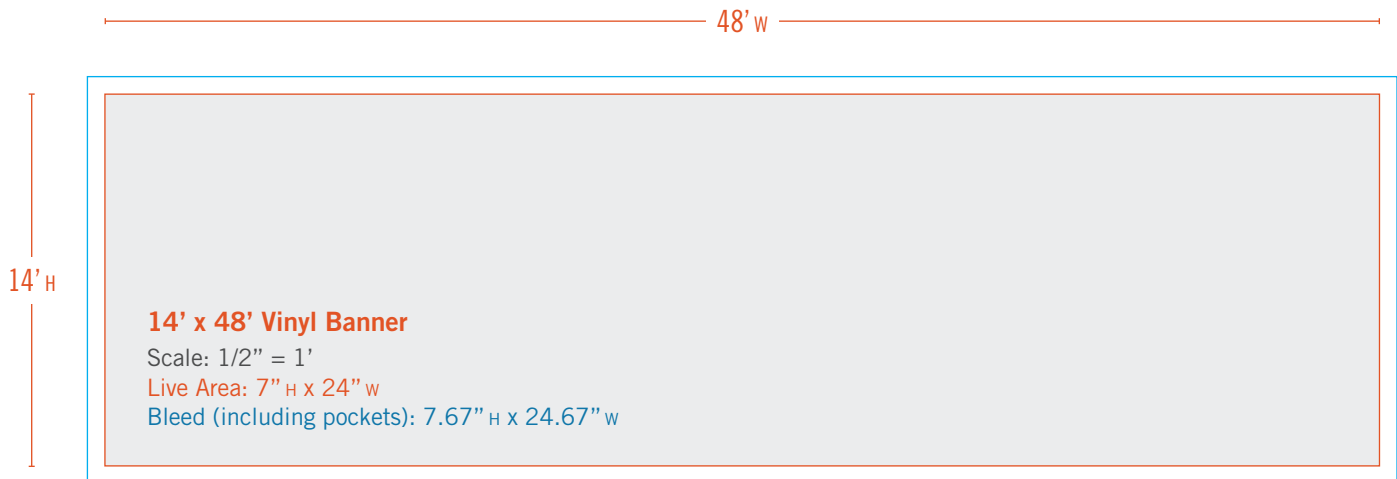 48’ W
14’ H
14’ x 48’ Vinyl Banner
Scale: 1/2” = 1’
Live Area: 7” H x 24” W
Bleed (including pockets): 7.67” H x 24.67” W